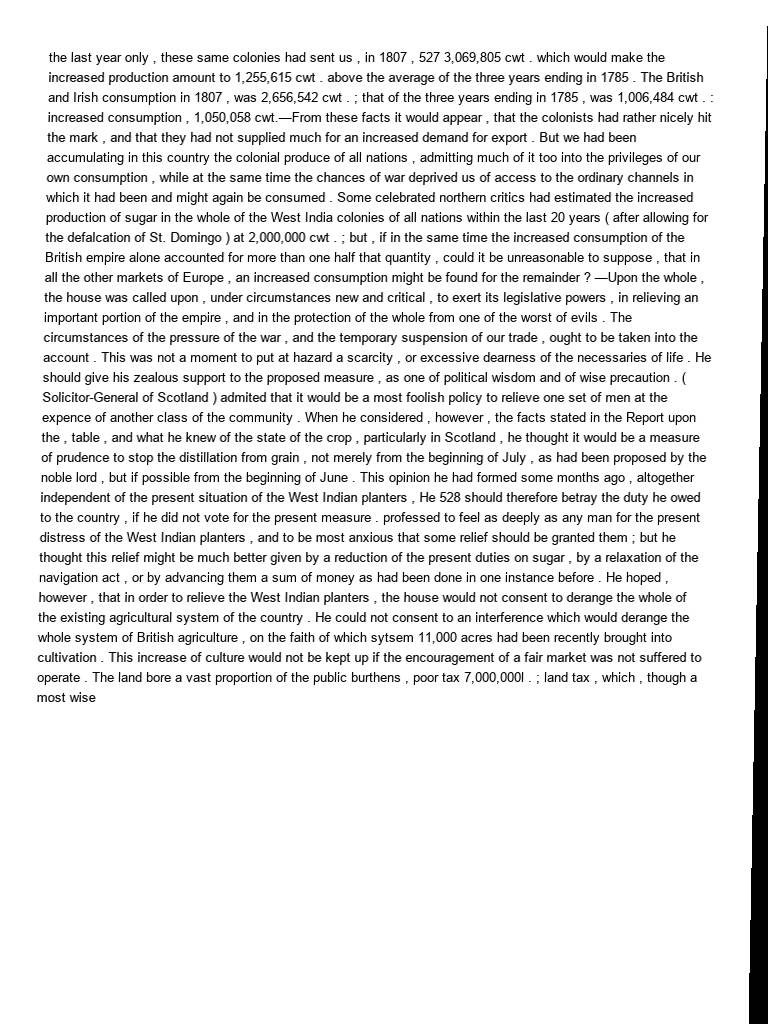 the last year only , these same colonies had sent us , in 1807 , 527 3,069,805 cwt . which would make the
increased production amount to 1,255,615 cwt . above the average of the three years ending in 1785 . The British
and Irish consumption in 1807 , was 2,656,542 cwt . ; that of the three years ending in 1785 , was 1,006,484 cwt . :
increased consumption , 1,050,058 cwt.—From these facts it would appear , that the colonists had rather nicely hit
the mark , and that they had not supplied much for an increased demand for export . But we had been
accumulating in this country the colonial produce of all nations , admitting much of it too into the privileges of our
own consumption , while at the same time the chances of war deprived us of access to the ordinary channels in
which it had been and might again be consumed . Some celebrated northern critics had estimated the increased
production of sugar in the whole of the West India colonies of all nations within the last 20 years ( after allowing for
the defalcation of St. Domingo ) at 2,000,000 cwt . ; but , if in the same time the increased consumption of the
British empire alone accounted for more than one half that quantity , could it be unreasonable to suppose , that in
all the other markets of Europe , an increased consumption might be found for the remainder ? —Upon the whole ,
the house was called upon , under circumstances new and critical , to exert its legislative powers , in relieving an
important portion of the empire , and in the protection of the whole from one of the worst of evils . The
circumstances of the pressure of the war , and the temporary suspension of our trade , ought to be taken into the
account . This was not a moment to put at hazard a scarcity , or excessive dearness of the necessaries of life . He
should give his zealous support to the proposed measure , as one of political wisdom and of wise precaution . (
Solicitor-General of Scotland ) admited that it would be a most foolish policy to relieve one set of men at the
expence of another class of the community . When he considered , however , the facts stated in the Report upon
the , table , and what he knew of the state of the crop , particularly in Scotland , he thought it would be a measure
of prudence to stop the distillation from grain , not merely from the beginning of July , as had been proposed by the
noble lord , but if possible from the beginning of June . This opinion he had formed some months ago , altogether
independent of the present situation of the West Indian planters , He 528 should therefore betray the duty he owed
to the country , if he did not vote for the present measure . professed to feel as deeply as any man for the present
distress of the West Indian planters , and to be most anxious that some relief should be granted them ; but he
thought this relief might be much better given by a reduction of the present duties on sugar , by a relaxation of the
navigation act , or by advancing them a sum of money as had been done in one instance before . He hoped ,
however , that in order to relieve the West Indian planters , the house would not consent to derange the whole of
the existing agricultural system of the country . He could not consent to an interference which would derange the
whole system of British agriculture , on the faith of which sytsem 11,000 acres had been recently brought into
cultivation . This increase of culture would not be kept up if the encouragement of a fair market was not suffered to
operate . The land bore a vast proportion of the public burthens , poor tax 7,000,000l . ; land tax , which , though a
most wise